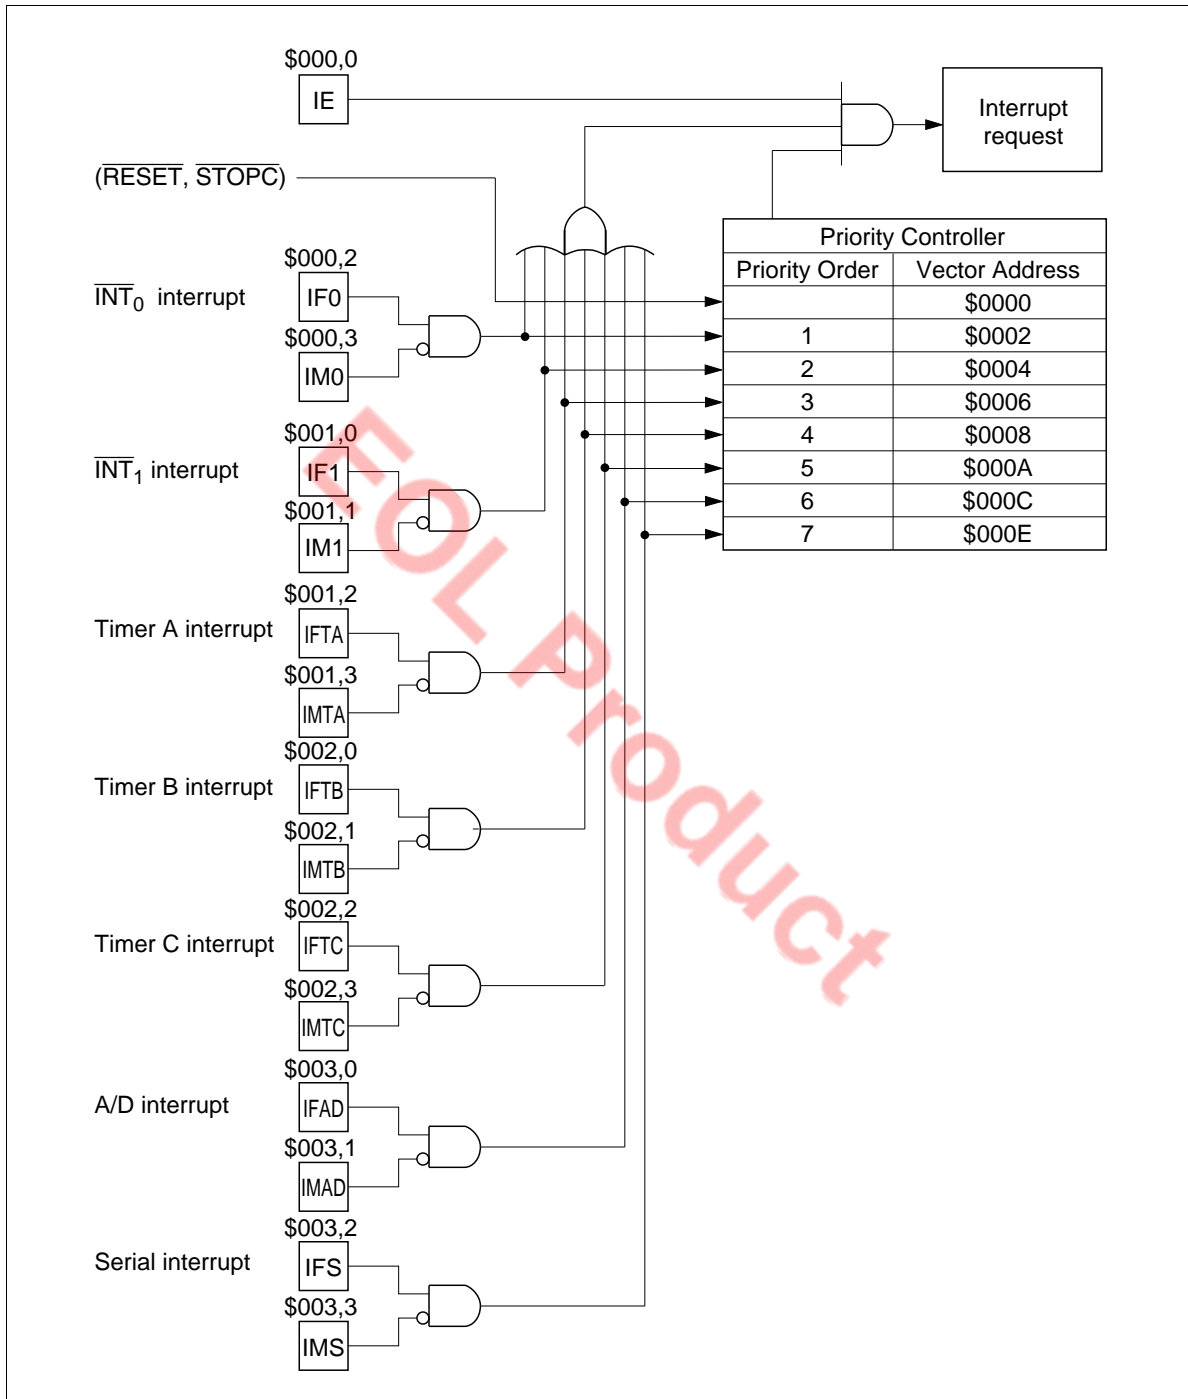 $000,0
IE
Interrupt
request
(R̅E̅S̅E̅T̅, S̅T̅O̅P̅C̅)
Priority Controller
Priority Order Vector Address
$0000
1 $0002
2 $0004
3 $0006
4 $0008
5 $000A
6 $000C
7 $000E
$000,2
I̅N̅T̅₀ interrupt
IF0
$000,3
IM0
$001,0
I̅N̅T̅₁ interrupt
IF1
$001,1
IM1
$001,2
Timer A interrupt
IFTA
$001,3
IMTA
$002,0
Timer B interrupt
IFTB
$002,1
IMTB
$002,2
Timer C interrupt
IFTC
$002,3
IMTC
$003,0
A/D interrupt
IFAD
$003,1
IMAD
$003,2
Serial interrupt
IFS
$003,3
IMS
EOL Product